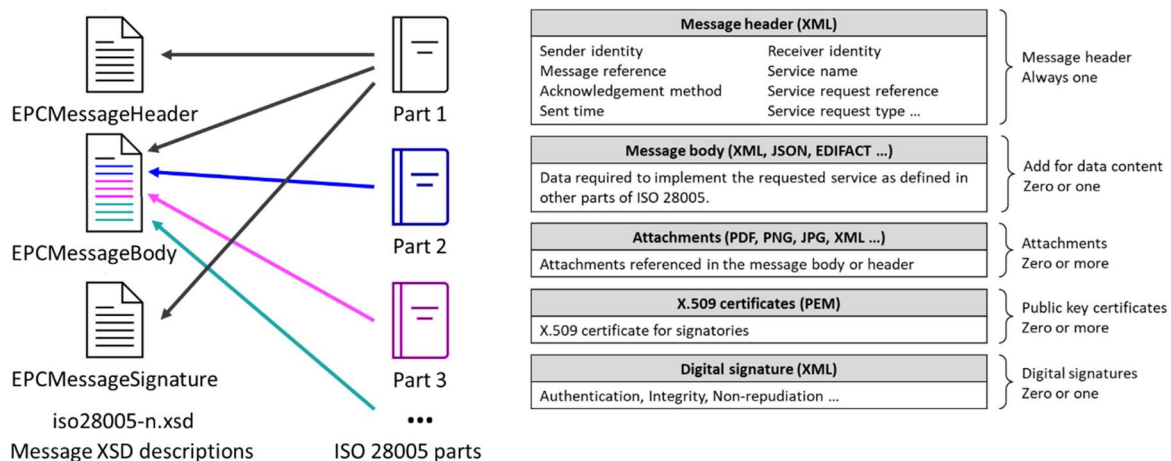 EPCMessageHeader
Part 1
EPCMessageBody
Part 2
EPCMessageSignature
Part 3
iso28005-n.xsd
...
Message XSD descriptions
ISO 28005 parts
Message header (XML)
Sender identity
Receiver identity
Message reference
Service name
Acknowledgement method
Service request reference
Sent time
Service request type ...
Message header
Always one
Message body (XML, JSON, EDIFACT ...)
Data required to implement the requested service as defined in
other parts of ISO 28005.
Add for data content
Zero or one
Attachments (PDF, PNG, JPG, XML ...)
Attachments referenced in the message body or header
Attachments
Zero or more
X.509 certificates (PEM)
X.509 certificate for signatories
Public key certificates
Zero or more
Digital signature (XML)
Authentication, Integrity, Non-repudiation ...
Digital signatures
Zero or one